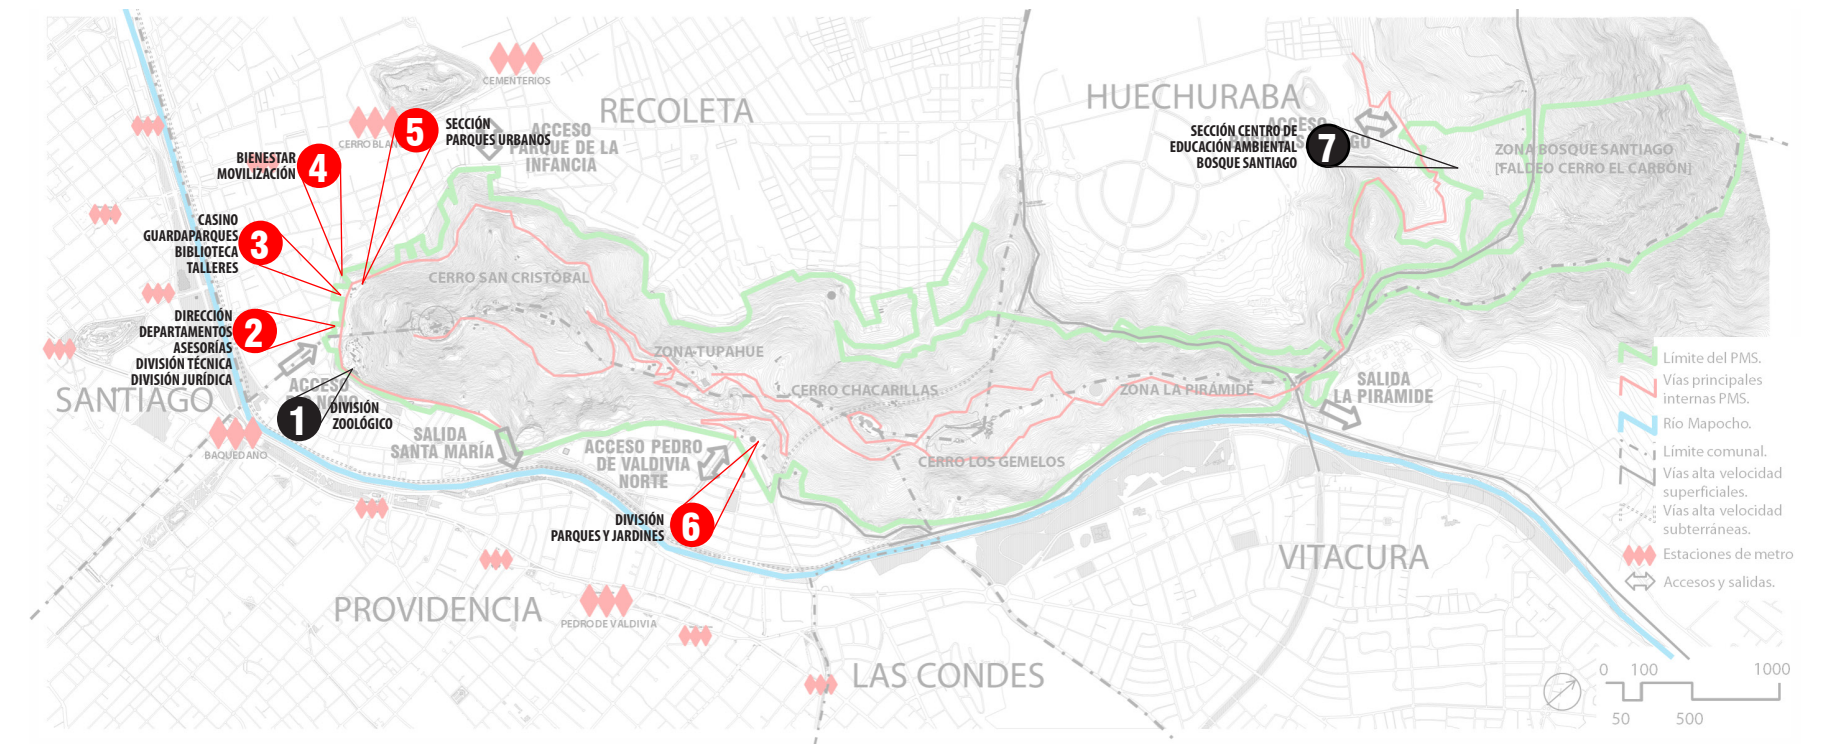 CEMENTERIOS
RECOLETA
HUECHURABA
5
SECCIÓN
PARQUES URBANOS
ACCESO
PARQUE DE LA
INFANCIA
CERRO BLANCO
4
BIENESTAR
MOVILIZACIÓN
7
SECCIÓN CENTRO DE
EDUCACIÓN AMBIENTAL
BOSQUE SANTIAGO
ACCESO
ZONA BOSQUE SANTIAGO
[FALDEO CERRO EL CARBÓN]
3
CASINO
GUARDAPARQUES
BIBLIOTECA
TALLERES
CERRO SAN CRISTÓBAL
2
DIRECCIÓN
DEPARTAMENTOS
ASESORÍAS
DIVISIÓN TÉCNICA
DIVISIÓN JURÍDICA
ZONA TUPAHUE
CERRO CHACARILLAS
ZONA LA PIRÁMIDE
SALIDA
LA PIRÁMIDE
SANTIAGO
ACCESO
1
DIVISIÓN
ZOOLÓGICO
BAQUEDANO
SALIDA
SANTA MARÍA
ACCESO PEDRO
DE VALDIVIA
NORTE
CERRO LOS GEMELOS
6
DIVISIÓN
PARQUES Y JARDINES
PROVIDENCIA
PEDRO DE VALDIVIA
LAS CONDES
VITACURA
Límite del PMS.
Vías principales
internas PMS.
Río Mapocho.
Límite comunal.
Vías alta velocidad
superficiales.
Vías alta velocidad
subterráneas.
Estaciones de metro
Accesos y salidas.
0 100 1000
50 500